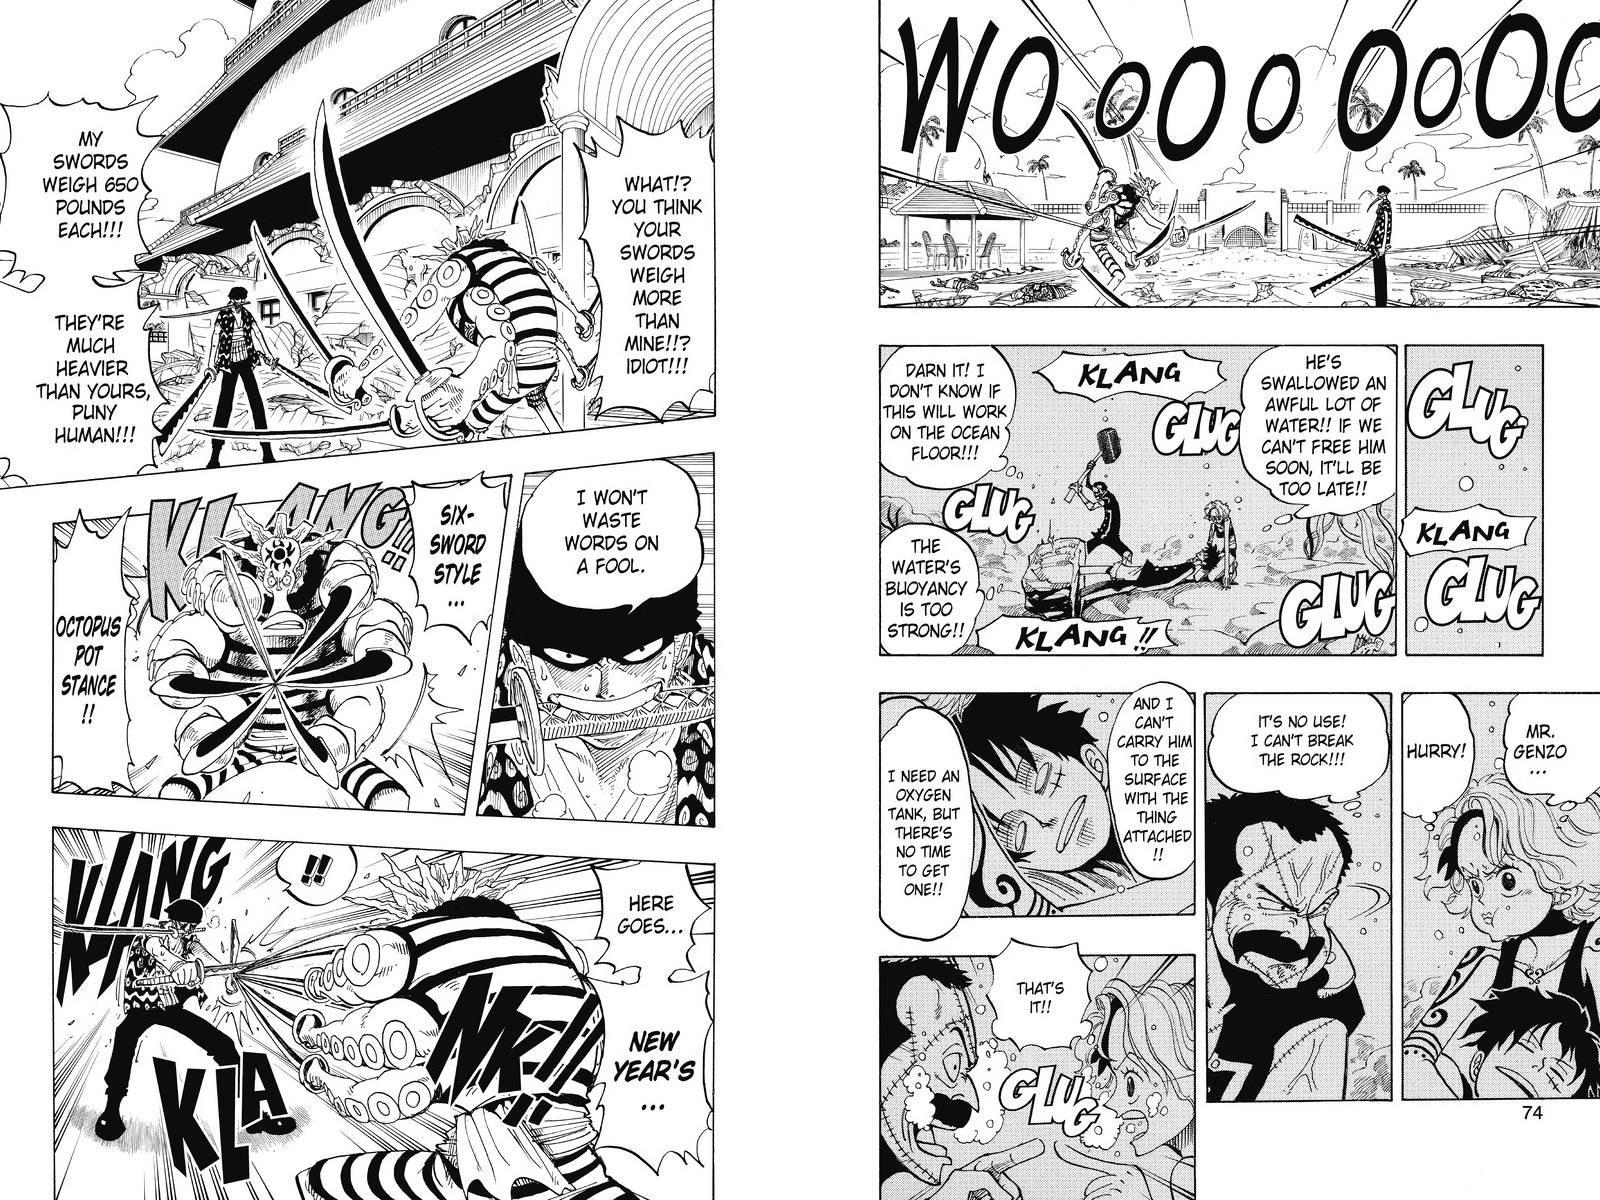 WOOOOOOOO
HE'S
SWALLOWED AN
AWFUL LOT OF
WATER!! IF WE
CAN'T FREE HIM
SOON, IT'LL BE
TOO LATE!!
KLANG
GLUG
DARN IT! I
DON'T KNOW IF
THIS WILL WORK
ON THE OCEAN
FLOOR!!!
GLUG
THE
WATER'S
BUOYANCY
IS TOO
STRONG!!
GLUG
KLANG!!
GLUG
KLANG
GLUG
MR.
GENZO
...
HURRY!
IT'S NO USE!
I CAN'T BREAK
THE ROCK!!!
AND I
CAN'T
CARRY HIM
TO THE
SURFACE
WITH THE
THING
ATTACHED
!!
I NEED AN
OXYGEN
TANK, BUT
THERE'S
NO TIME
TO GET
ONE!!
THAT'S
IT!!
GLUG
74
WHAT!?
YOU THINK
YOUR
SWORDS
WEIGH
MORE
THAN
MINE!!?
IDIOT!!!
MY
SWORDS
WEIGH 650
POUNDS
EACH!!!
THEY'RE
MUCH
HEAVIER
THAN YOURS,
PUNY
HUMAN!!!
I WON'T
WASTE
WORDS ON
A FOOL.
KLANG!!
SIX-
SWORD
STYLE
...
OCTOPUS
POT
STANCE
!!
HERE
GOES...
!!
KLANG
KLANG
NEW
YEAR'S
...
KLANK!!